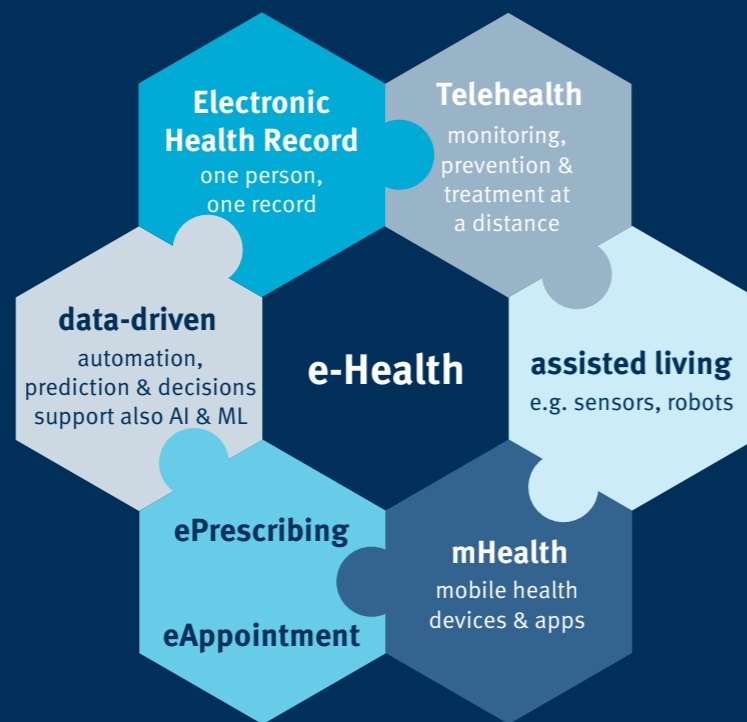 Electronic
Health Record
one person,
one record
Telehealth
monitoring,
prevention &
treatment at
a distance
data-driven
automation,
prediction & decisions
support also AI & ML
e-Health
assisted living
e.g. sensors, robots
ePrescribing
eAppointment
mHealth
mobile health
devices & apps